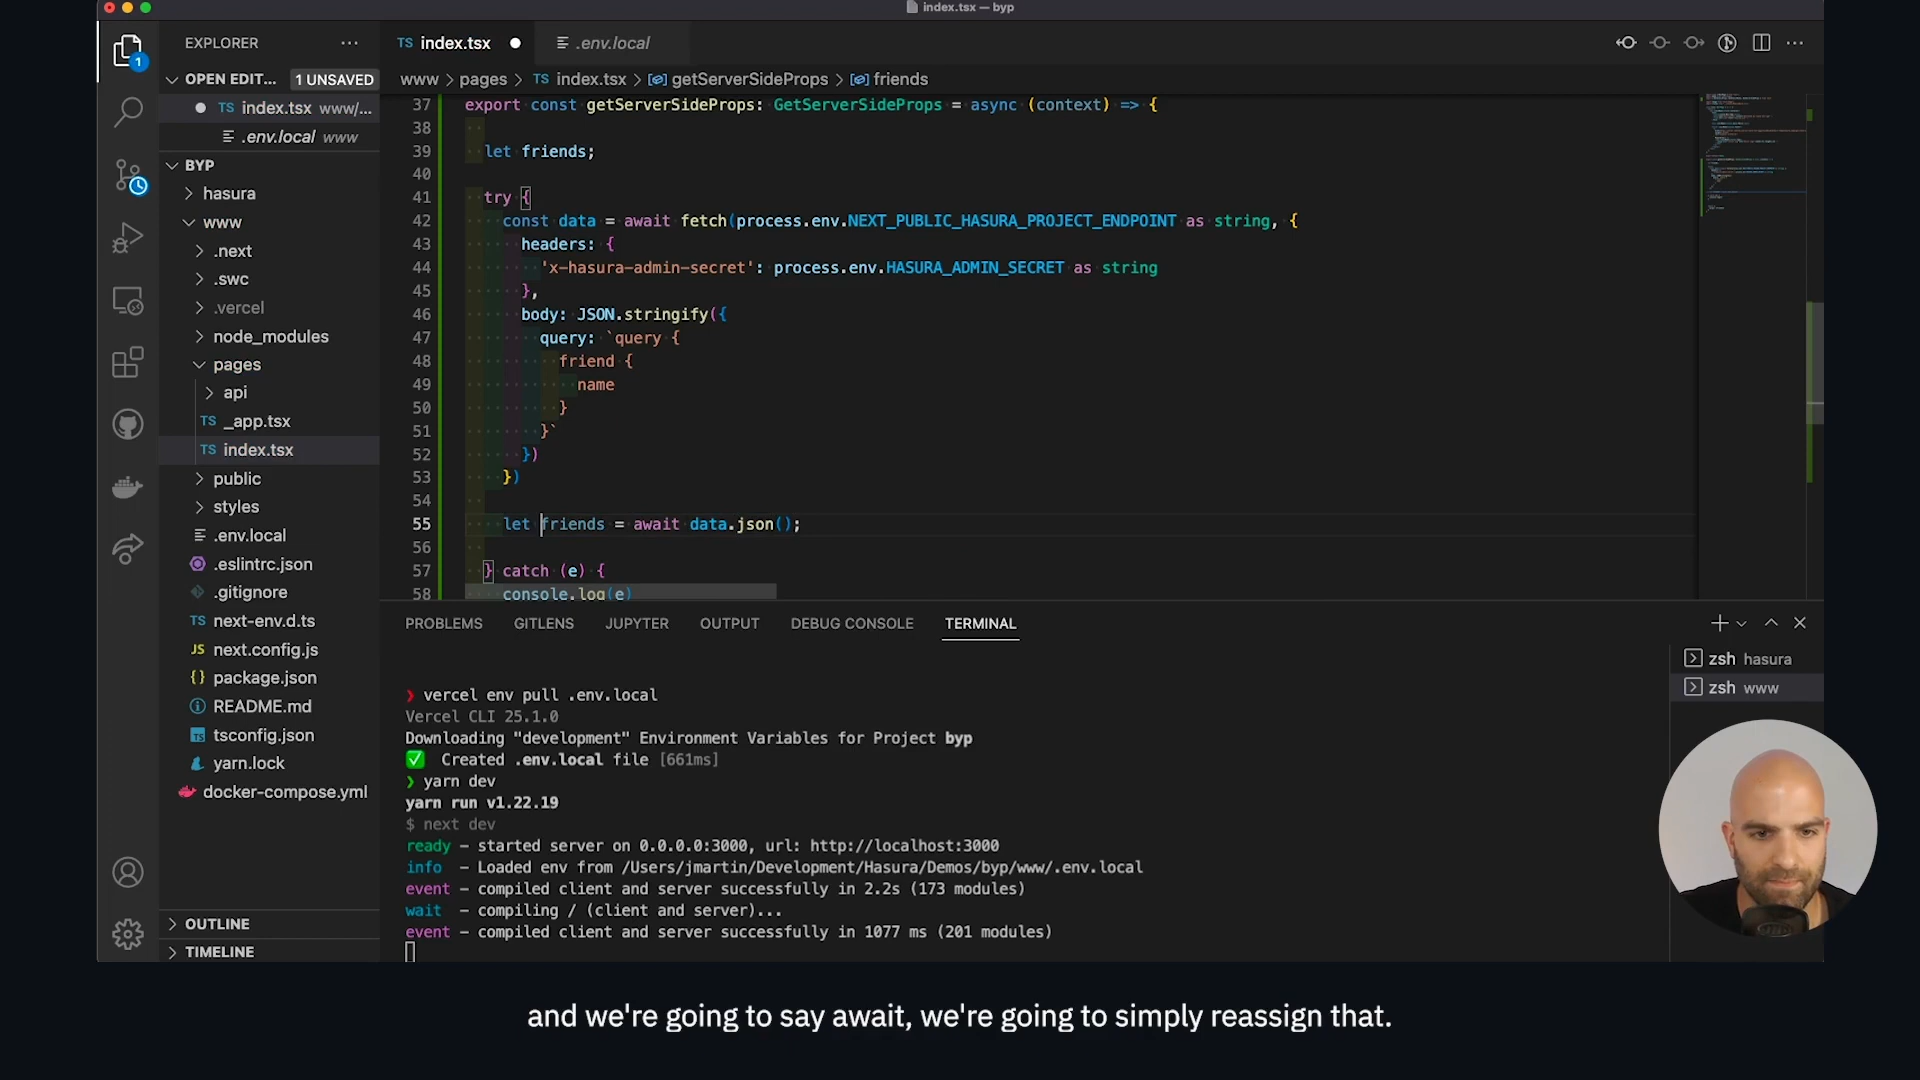 index.tsx — byp
EXPLORER
TS index.tsx
.env.local
OPEN EDIT... 1 UNSAVED
www > pages > TS index.tsx > getServerSideProps > friends
TS index.tsx www/...
.env.local www
BYP
hasura
www
.next
.swc
.vercel
node_modules
pages
api
TS _app.tsx
TS index.tsx
public
styles
.env.local
.eslintrc.json
.gitignore
TS next-env.d.ts
JS next.config.js
{} package.json
README.md
TS tsconfig.json
yarn.lock
docker-compose.yml
OUTLINE
TIMELINE
1
37 export const getServerSideProps: GetServerSideProps = async (context) => {
38
39 let friends;
40
41 try {
42 const data = await fetch(process.env.NEXT_PUBLIC_HASURA_PROJECT_ENDPOINT as string, {
43 headers: {
44 'x-hasura-admin-secret': process.env.HASURA_ADMIN_SECRET as string
45 },
46 body: JSON.stringify({
47 query: `query {
48 friend {
49 name
50 }
51 }`
52 })
53 })
54
55 let friends = await data.json();
56
57 } catch (e) {
58 console.log(e)
PROBLEMS GITLENS JUPYTER OUTPUT DEBUG CONSOLE TERMINAL
❯ vercel env pull .env.local
Vercel CLI 25.1.0
Downloading "development" Environment Variables for Project byp
✅ Created .env.local file [661ms]
❯ yarn dev
yarn run v1.22.19
$ next dev
ready – started server on 0.0.0.0:3000, url: http://localhost:3000
info – Loaded env from /Users/jmartin/Development/Hasura/Demos/byp/www/.env.local
event – compiled client and server successfully in 2.2s (173 modules)
wait – compiling / (client and server)...
event – compiled client and server successfully in 1077 ms (201 modules)
zsh hasura
zsh www
and we're going to say await, we're going to simply reassign that.